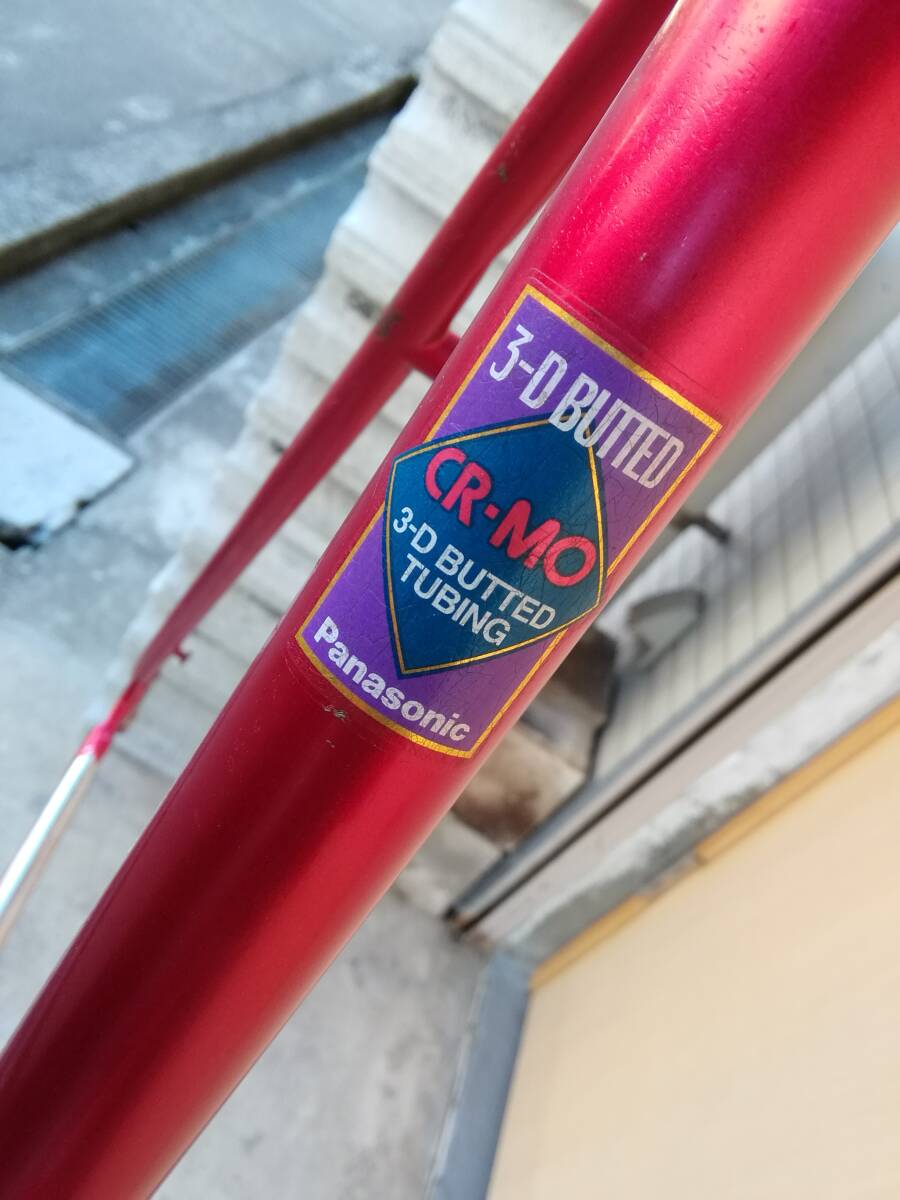 3-D BUTTED
CR-MO
3-D BUTTED
TUBING
Panasonic